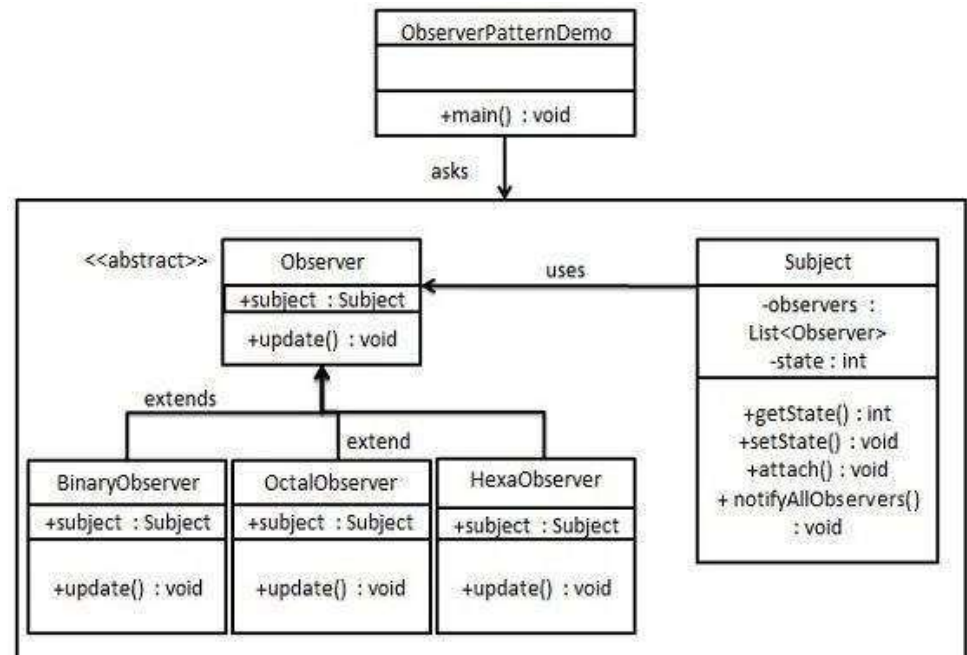 ObserverPatternDemo
+main() : void
asks
<<abstract>>
Observer
+subject : Subject
+update() : void
uses
Subject
-observers :
List<Observer>
-state : int
+getState() : int
+setState() : void
+attach() : void
+ notifyAllObservers()
: void
extends
extend
BinaryObserver
+subject : Subject
+update() : void
OctalObserver
+subject : Subject
+update() : void
HexaObserver
+subject : Subject
+update() : void